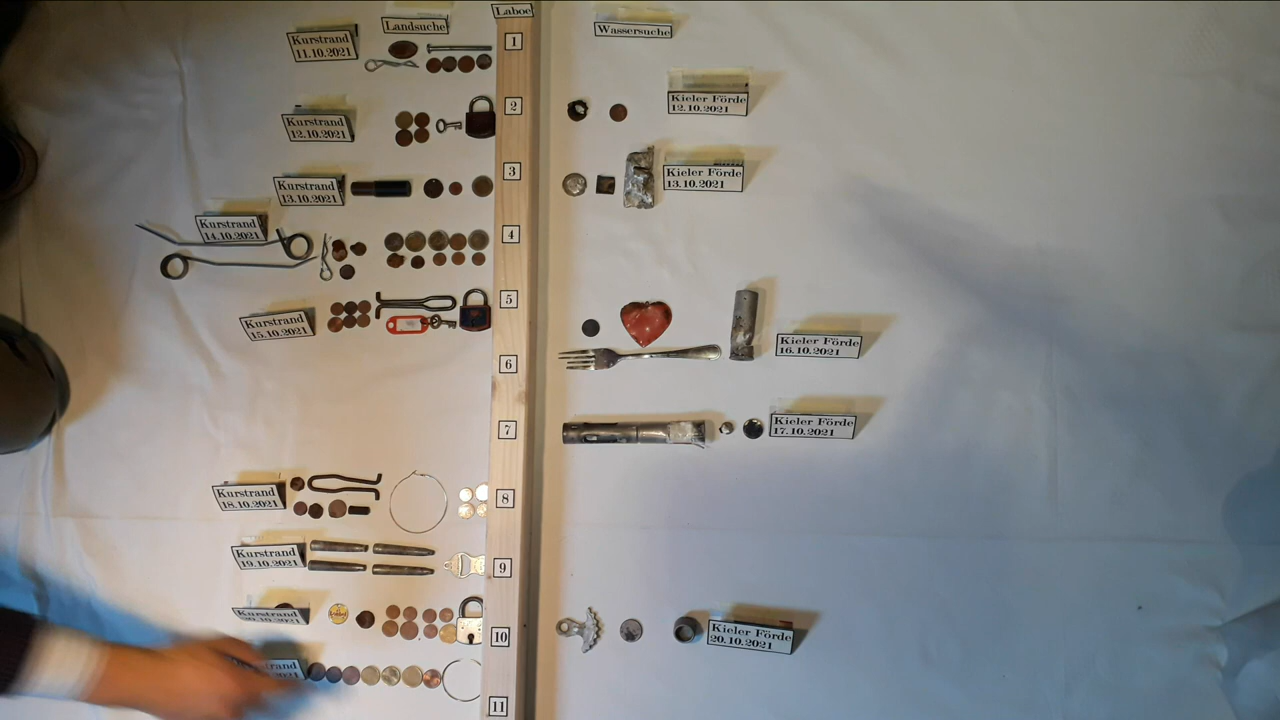 Laboe
Landsuche
Wassersuche
Kurstrand
11.10.2021
1
Kurstrand
12.10.2021
2
Kieler Förde
12.10.2021
Kurstrand
13.10.2021
3
Kieler Förde
13.10.2021
Kurstrand
14.10.2021
4
Kurstrand
15.10.2021
5
6
Kieler Förde
16.10.2021
7
Kieler Förde
17.10.2021
Kurstrand
18.10.2021
8
Kurstrand
19.10.2021
9
Kurstrand
20.10.2021
10
Kieler Förde
20.10.2021
11